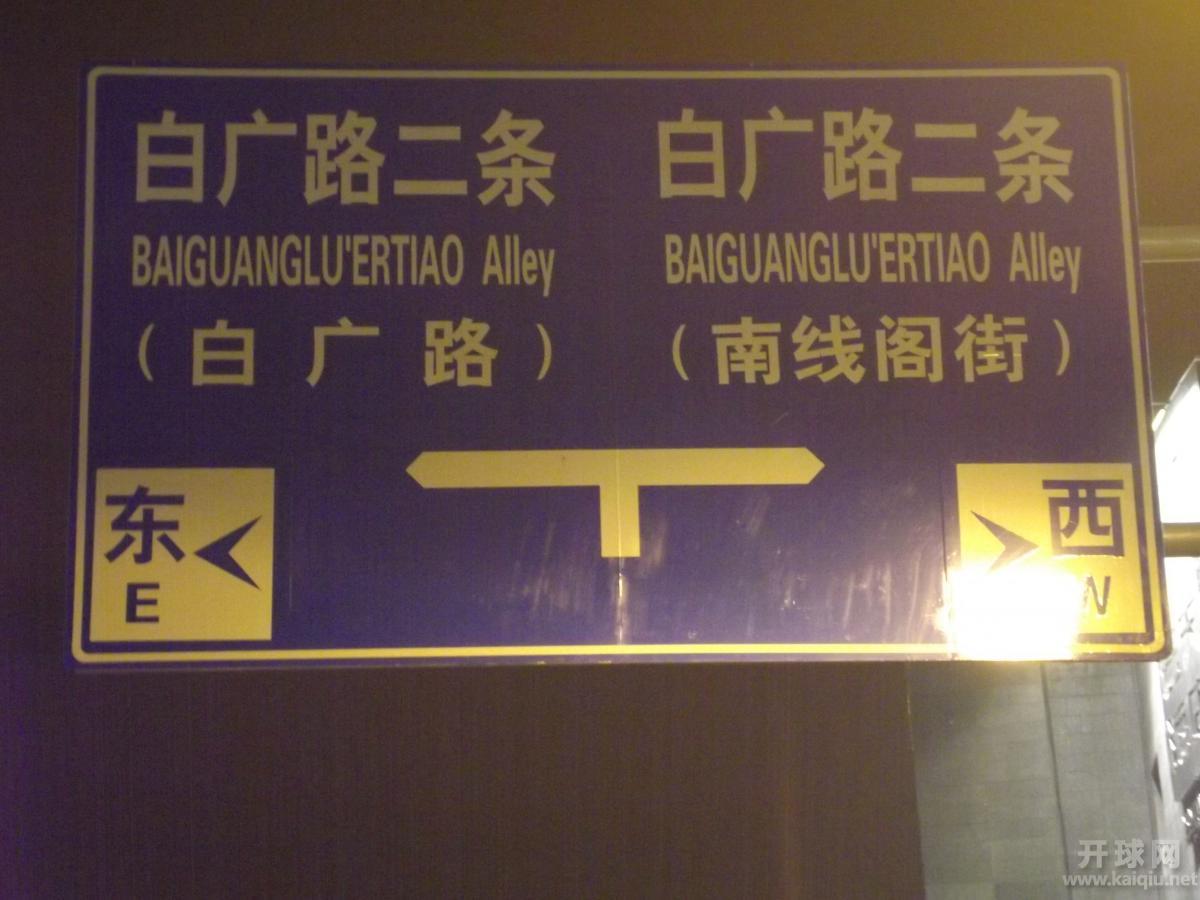 白广路二条
BAIGUANGLU'ERTIAO Alley
（白广路）
白广路二条
BAIGUANGLU'ERTIAO Alley
（南线阁街）
东
E
西
W
开球网
www.kaiqiu.net